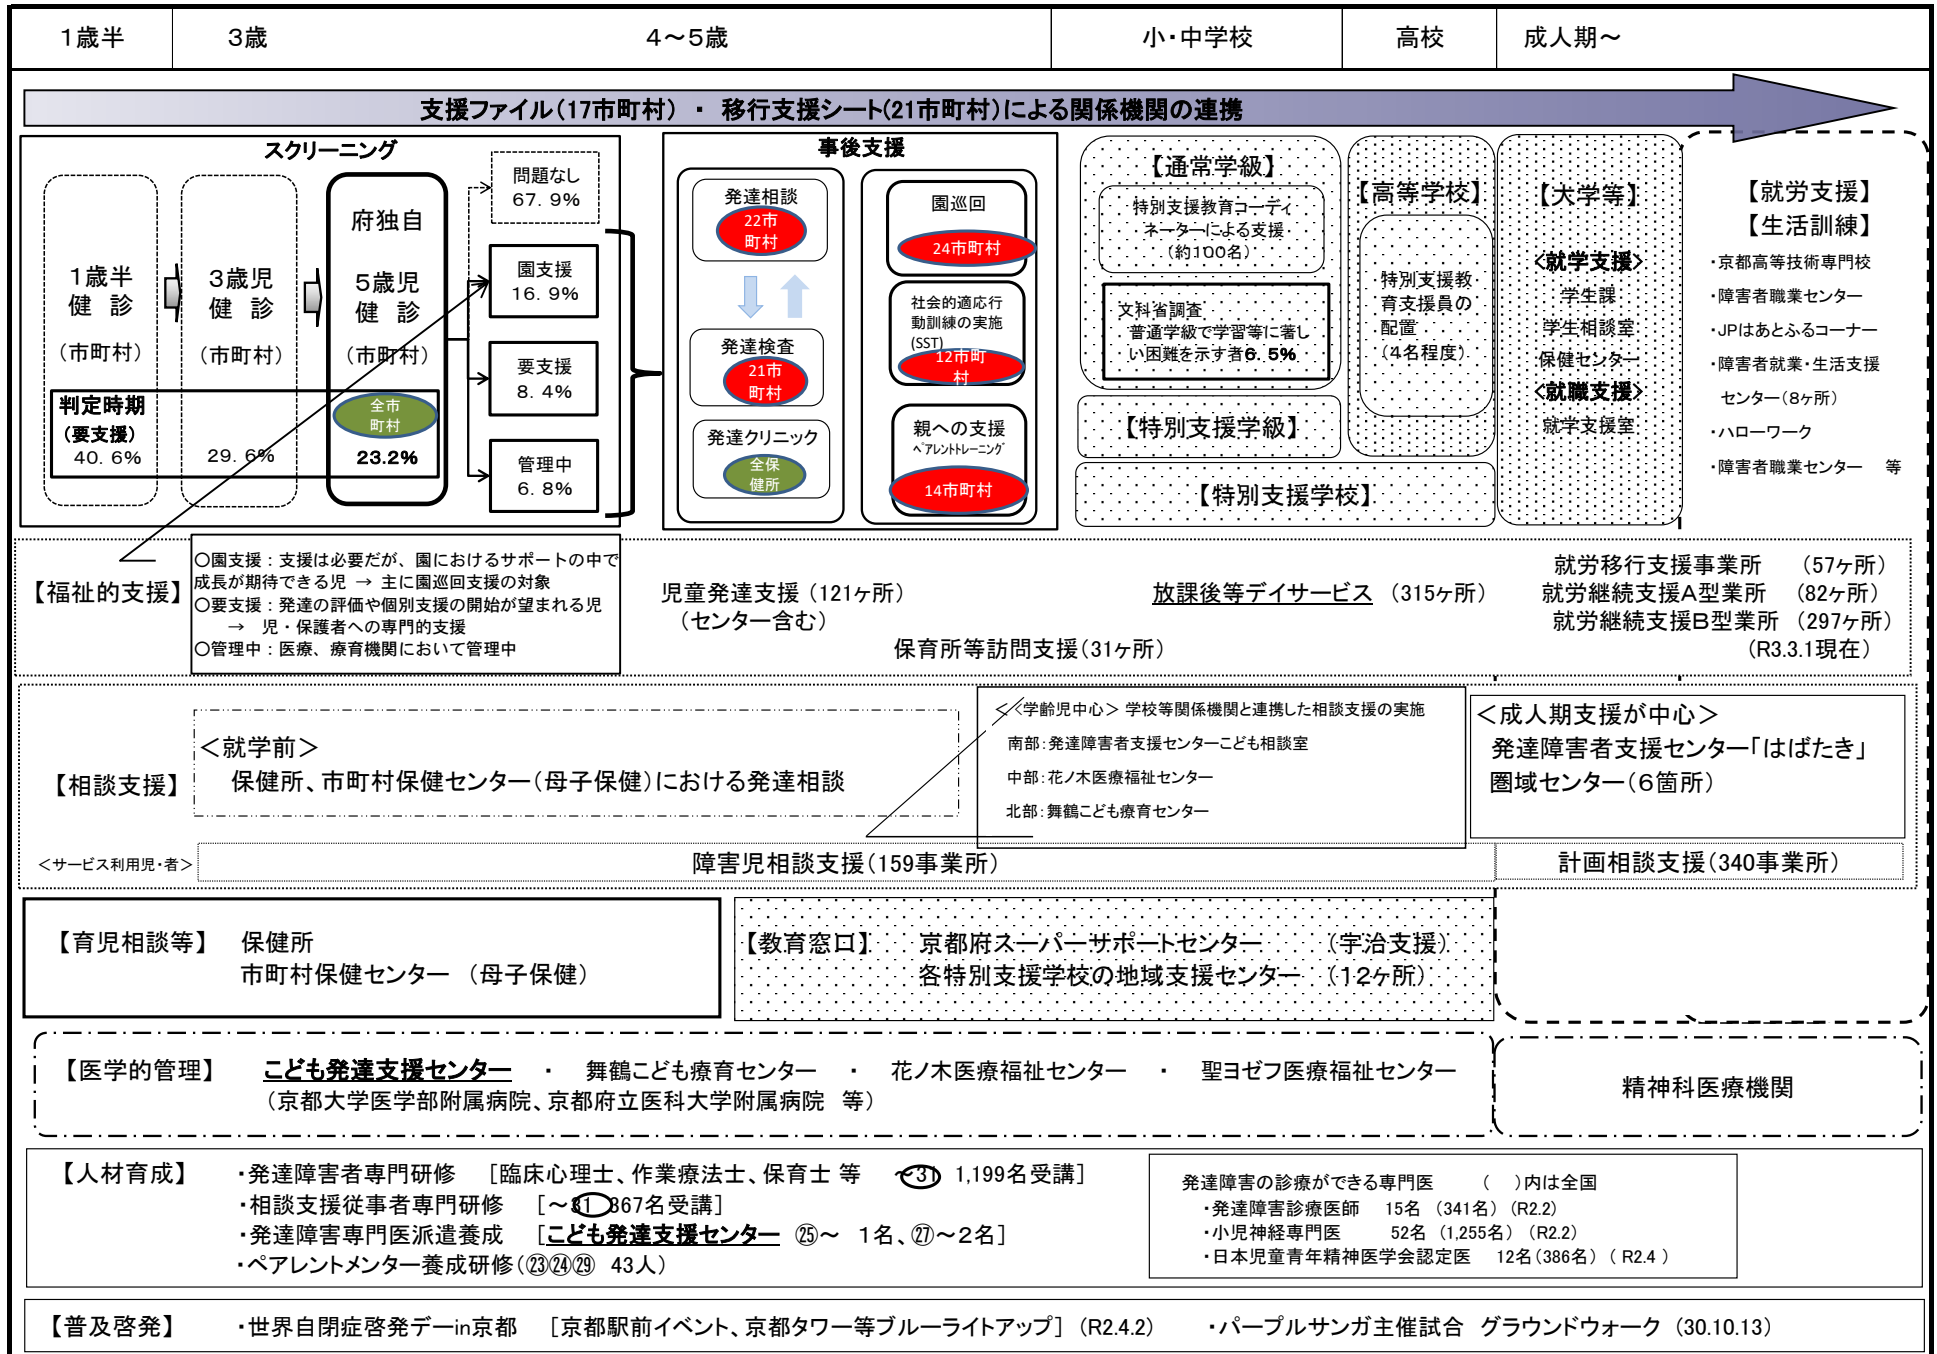 1歳半
3歳
4～5歳
小・中学校
高校
成人期～
支援ファイル(17市町村) ・ 移行支援シート(21市町村)による関係機関の連携
スクリーニング
1歳半
健 診
(市町村)
3歳児
健 診
(市町村)
府独自
5歳児
健 診
(市町村)
全市
町村
判定時期
(要支援)
40.6%
29.6%
23.2%
問題なし
67.9%
園支援
16.9%
要支援
8.4%
管理中
6.8%
事後支援
発達相談
22市
町村
発達検査
21市
町村
発達クリニック
全保
健所
園巡回
24市町村
社会的適応行
動訓練の実施
(SST)
12市町
村
親への支援
ペアレントトレーニング
14市町村
【通常学級】
特別支援教育コーディ
ネーターによる支援
(約100名)
文科省調査
普通学級で学習等に著し
い困難を示す者6.5%
【特別支援学級】
【特別支援学校】
【高等学校】
特別支援教
育支援員の
配置
(4名程度)
【大学等】
<就学支援>
学生課
学生相談室
保健センター
<就職支援>
就学支援室
【就労支援】
【生活訓練】
・京都高等技術専門校
・障害者職業センター
・JPはあとふるコーナー
・障害者就業・生活支援
センター(8ヶ所)
・ハローワーク
・障害者職業センター 等
【福祉的支援】
○園支援：支援は必要だが、園におけるサポートの中で
成長が期待できる児 → 主に園巡回支援の対象
○要支援：発達の評価や個別支援の開始が望まれる児
→ 児・保護者への専門的支援
○管理中：医療、療育機関において管理中
児童発達支援 (121ヶ所)
(センター含む)
保育所等訪問支援(31ヶ所)
放課後等デイサービス (315ヶ所)
就労移行支援事業所 (57ヶ所)
就労継続支援A型業所 (82ヶ所)
就労継続支援B型業所 (297ヶ所)
(R3.3.1現在)
【相談支援】
<就学前>
保健所、市町村保健センター(母子保健)における発達相談
<<学齢児中心> 学校等関係機関と連携した相談支援の実施
南部：発達障害者支援センターこども相談室
中部：花ノ木医療福祉センター
北部：舞鶴こども療育センター
<成人期支援が中心>
発達障害者支援センター「はばたき」
圏域センター(6箇所)
<サービス利用児・者>
障害児相談支援(159事業所)
計画相談支援(340事業所)
【育児相談等】 保健所
市町村保健センター (母子保健)
【教育窓口】 京都府スーパーサポートセンター (宇治支援)
各特別支援学校の地域支援センター (12ヶ所)
【医学的管理】 こども発達支援センター ・ 舞鶴こども療育センター ・ 花ノ木医療福祉センター ・ 聖ヨゼフ医療福祉センター
(京都大学医学部附属病院、京都府立医科大学附属病院 等)
精神科医療機関
【人材育成】 ・発達障害者専門研修 [臨床心理士、作業療法士、保育士 等 ～31 1,199名受講]
・相談支援従事者専門研修 [～31 367名受講]
・発達障害専門医派遣養成 [こども発達支援センター ㉕～ 1名、㉗～2名]
・ペアレントメンター養成研修(㉓㉔㉙ 43人)
発達障害の診療ができる専門医 ( )内は全国
・発達障害診療医師 15名 (341名) (R2.2)
・小児神経専門医 52名 (1,255名) (R2.2)
・日本児童青年精神医学会認定医 12名(386名) ( R2.4 )
【普及啓発】 ・世界自閉症啓発デーin京都 [京都駅前イベント、京都タワー等ブルーライトアップ] (R2.4.2) ・パープルサンガ主催試合 グラウンドウォーク (30.10.13)